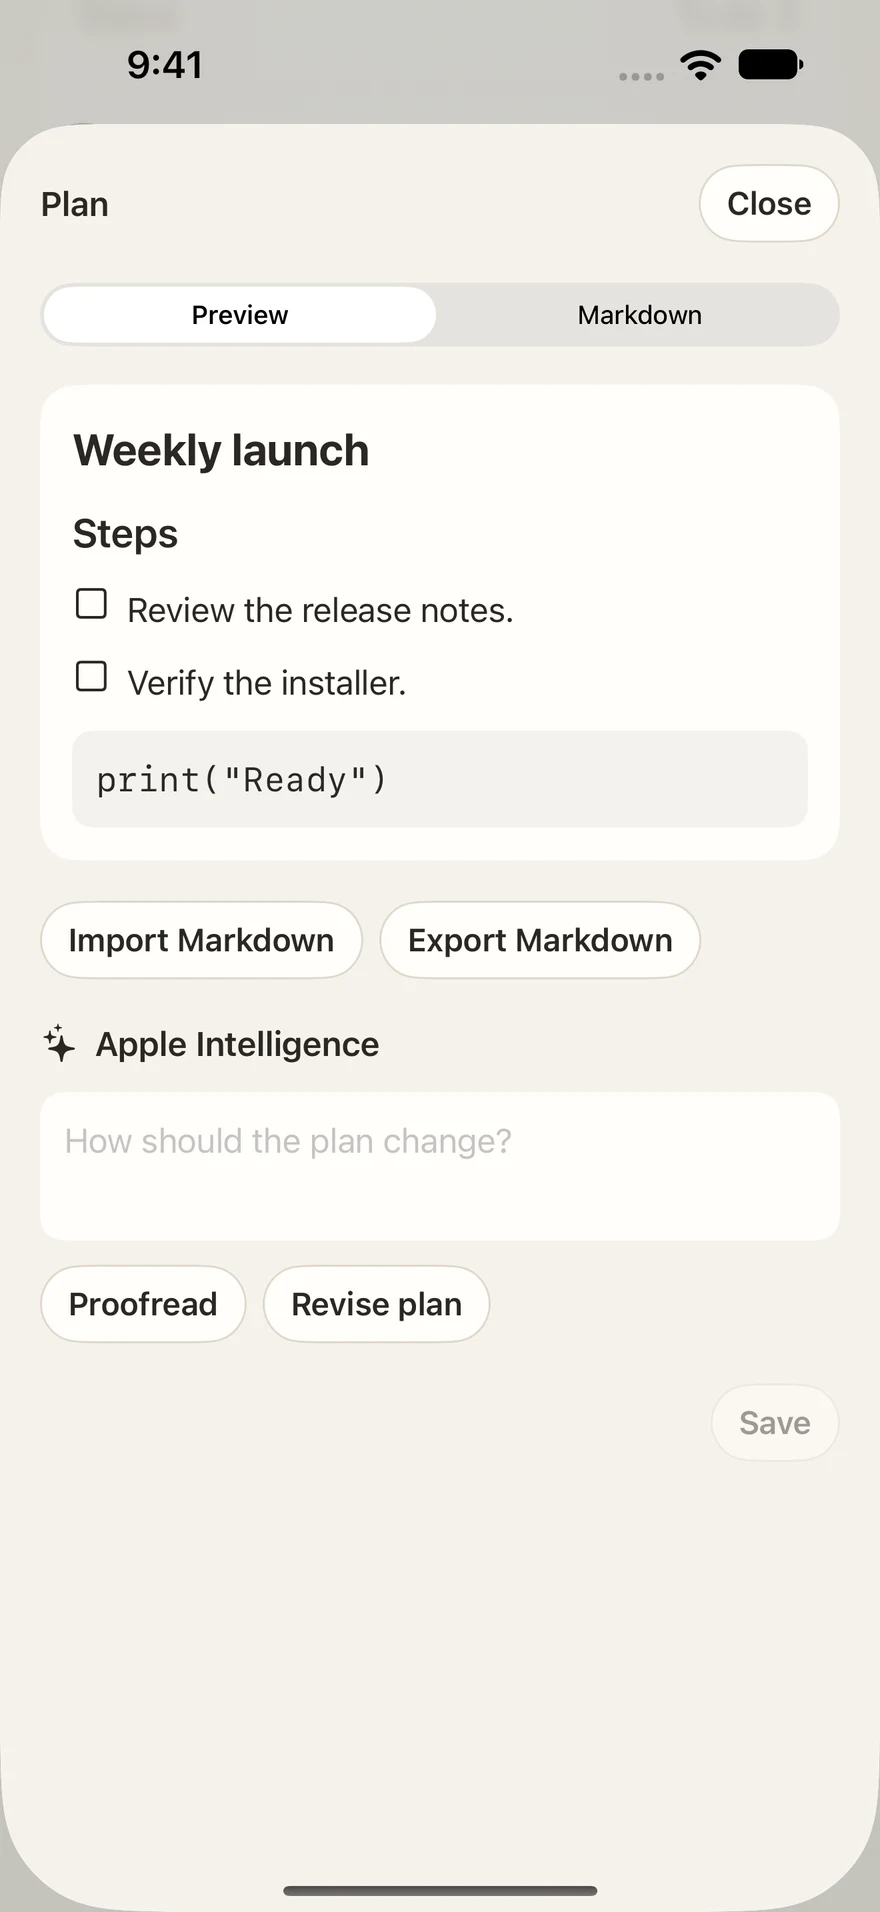 9:41
Plan
Close
Preview
Markdown
Weekly launch
Steps
Review the release notes.
Verify the installer.
print("Ready")
Import Markdown
Export Markdown
Apple Intelligence
How should the plan change?
Proofread
Revise plan
Save